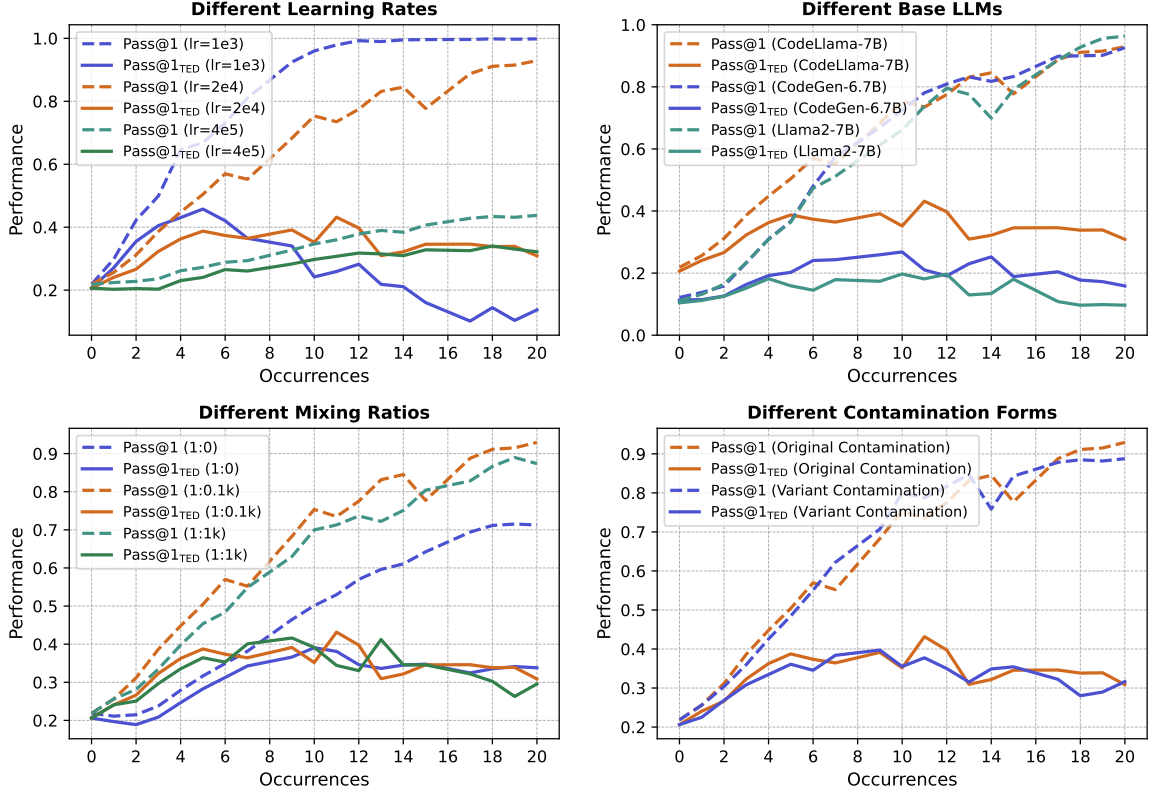 Different Learning Rates
1.0
0.8
0.6
0.4
0.2
Performance
Pass@1 (lr=1e3)
Pass@1TED (lr=1e3)
Pass@1 (lr=2e4)
Pass@1TED (lr=2e4)
Pass@1 (lr=4e5)
Pass@1TED (lr=4e5)
0 2 4 6 8 10 12 14 16 18 20
Occurrences
Different Base LLMs
1.0
0.8
0.6
0.4
0.2
0.0
Performance
Pass@1 (CodeLlama-7B)
Pass@1TED (CodeLlama-7B)
Pass@1 (CodeGen-6.7B)
Pass@1TED (CodeGen-6.7B)
Pass@1 (Llama2-7B)
Pass@1TED (Llama2-7B)
0 2 4 6 8 10 12 14 16 18 20
Occurrences
Different Mixing Ratios
0.9
0.8
0.7
0.6
0.5
0.4
0.3
0.2
Performance
Pass@1 (1:0)
Pass@1TED (1:0)
Pass@1 (1:0.1k)
Pass@1TED (1:0.1k)
Pass@1 (1:1k)
Pass@1TED (1:1k)
0 2 4 6 8 10 12 14 16 18 20
Occurrences
Different Contamination Forms
0.9
0.8
0.7
0.6
0.5
0.4
0.3
0.2
Performance
Pass@1 (Original Contamination)
Pass@1TED (Original Contamination)
Pass@1 (Variant Contamination)
Pass@1TED (Variant Contamination)
0 2 4 6 8 10 12 14 16 18 20
Occurrences